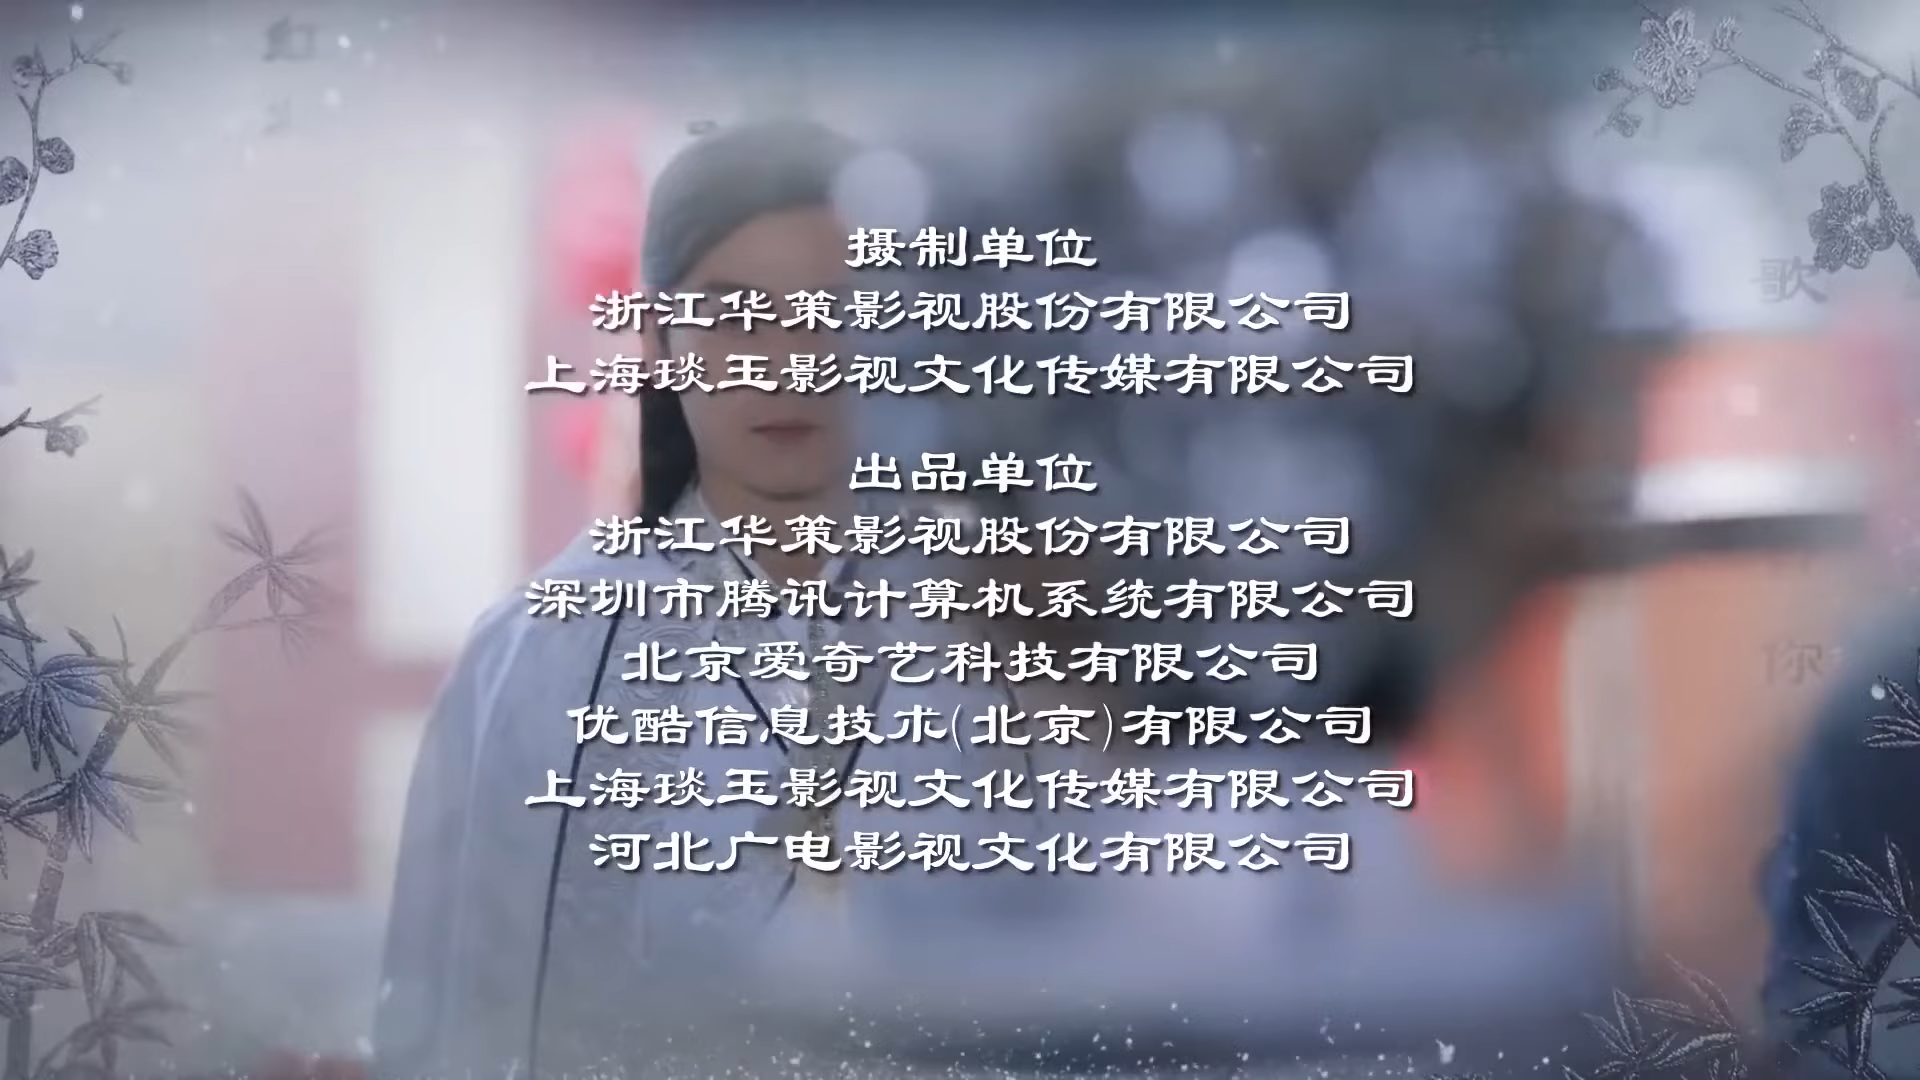 摄制单位
浙江华策影视股份有限公司
上海琰玉影视文化传媒有限公司
出品单位
浙江华策影视股份有限公司
深圳市腾讯计算机系统有限公司
北京爱奇艺科技有限公司
优酷信息技术(北京)有限公司
上海琰玉影视文化传媒有限公司
河北广电影视文化有限公司
红
歌
你